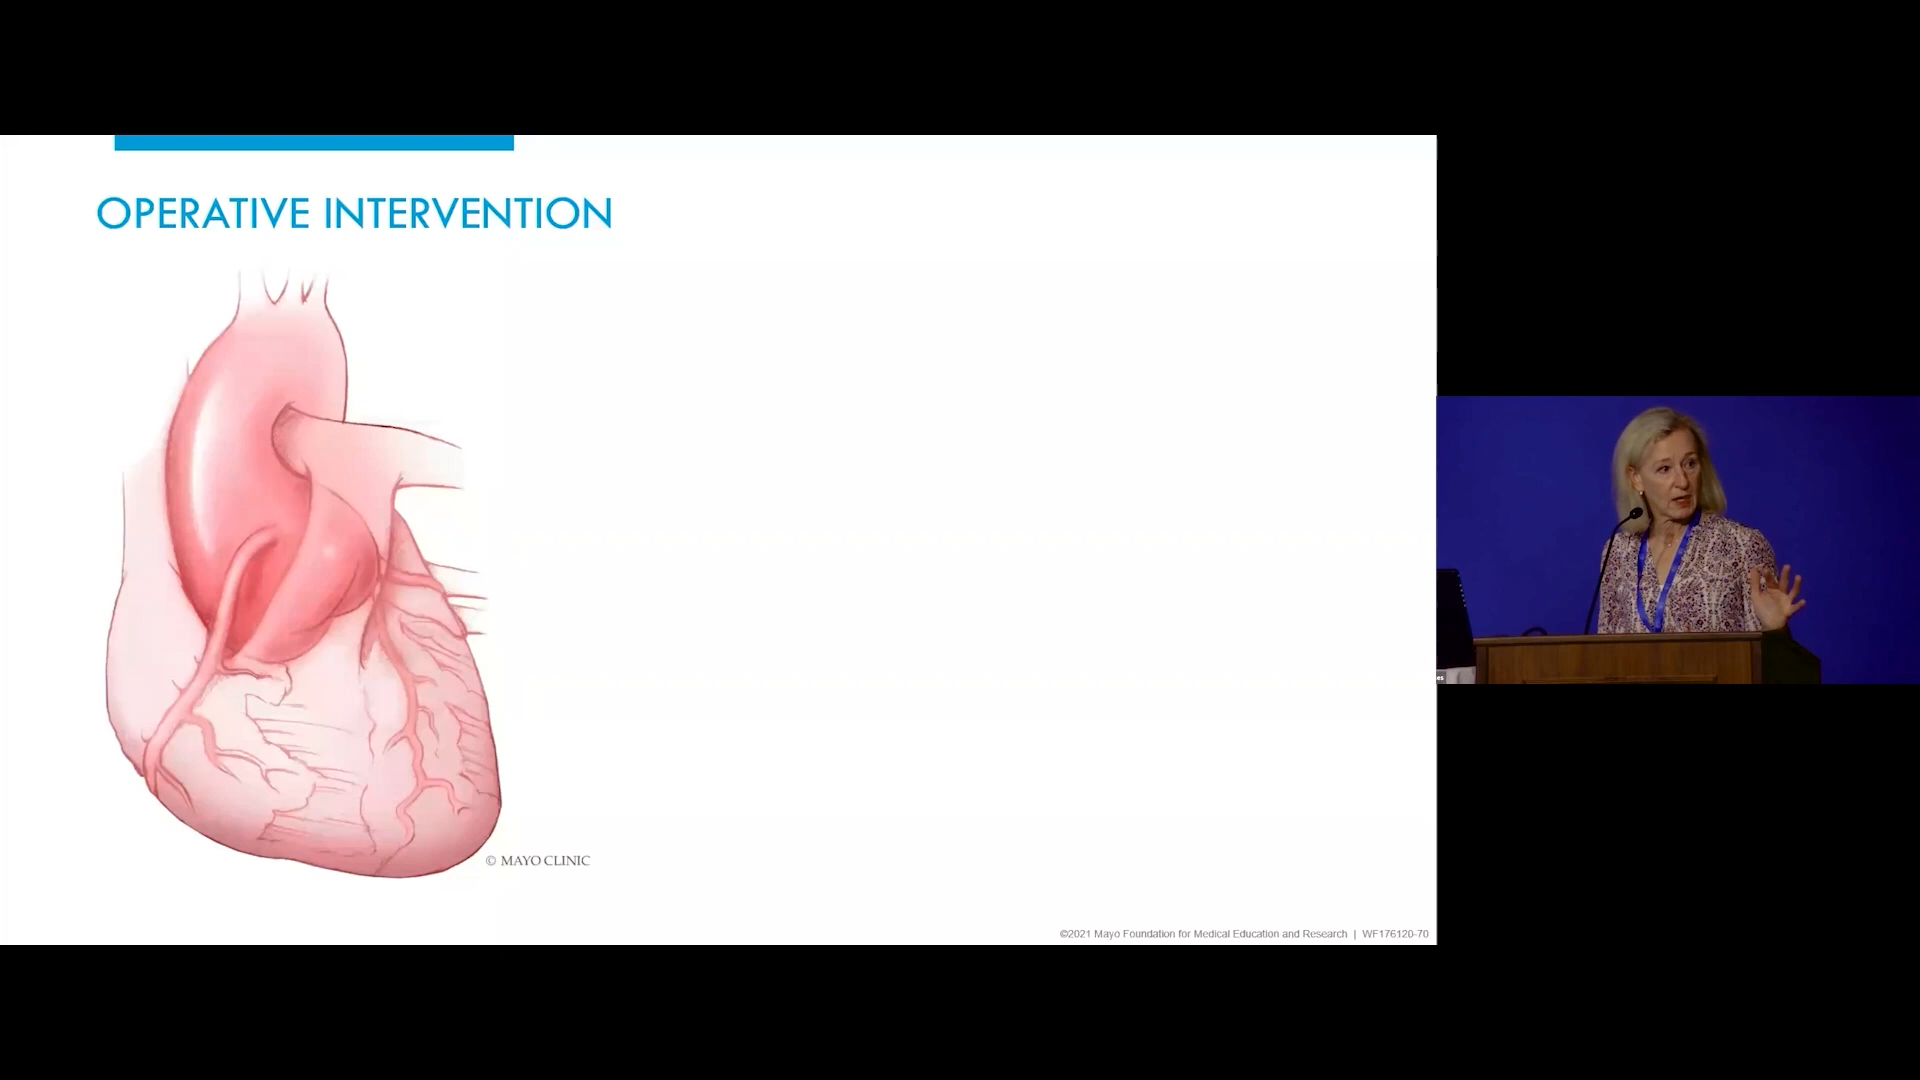 OPERATIVE INTERVENTION
© MAYO CLINIC
©2021 Mayo Foundation for Medical Education and Research | WF176120-70